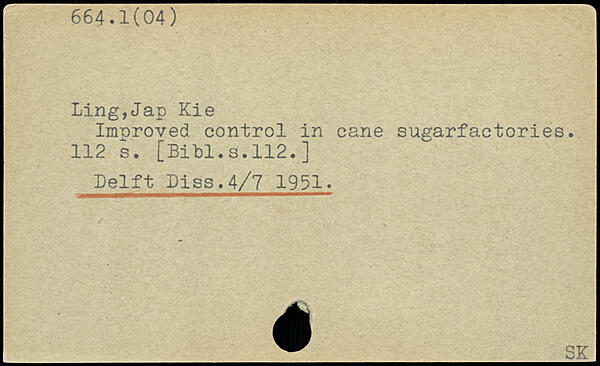 664.1(04)
Ling,Jap Kie
Improved control in cane sugarfactories.
112 s. [Bibl.s.112.]
Delft Diss.4/7 1951.
SK